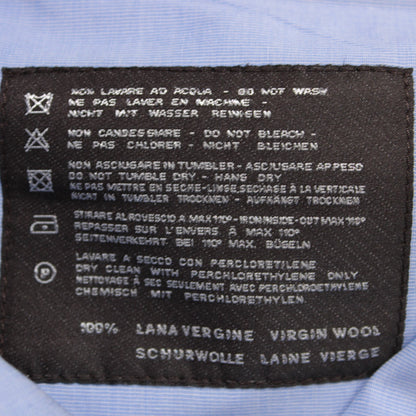 NON LAVARE AD ACQUA - DO NOT WASH
NE PAS LAVER EN MACHINE -
NICHT MIT WASSER REINIGEN
NON CANDEGGIARE - DO NOT BLEACH -
NE PAS CHLORER - NICHT BLEICHEN
NON ASCIUGARE IN TUMBLER - ASCIUGARE APPESO
DO NOT TUMBLE DRY - HANG DRY
NE PAS METTRE EN SECHE-LINGE, SECHAGE À LA VERTICALE
NICHT IN TUMBLER TROCKNEN - AUFHÄNGT TROCKNEN
STIRARE AL ROVESCIO A MAX 110° - IRON INSIDE-OUT MAX 110°
REPASSER SUR L'ENVERS À MAX 110°
SEITENVERKEHRT BEI 110° MAX. BÜGELN
P LAVARE A SECCO CON PERCLORETILENE
DRY CLEAN WITH PERCHLORETHYLENE ONLY
NETTOYAGE À SEC SEULEMENT AVEC PERCHLOROETHYLENE
CHEMISCH MIT PERCHLORETHYLEN
100% LANA VERGINE VIRGIN WOOL
SCHURWOLLE LAINE VIERGE